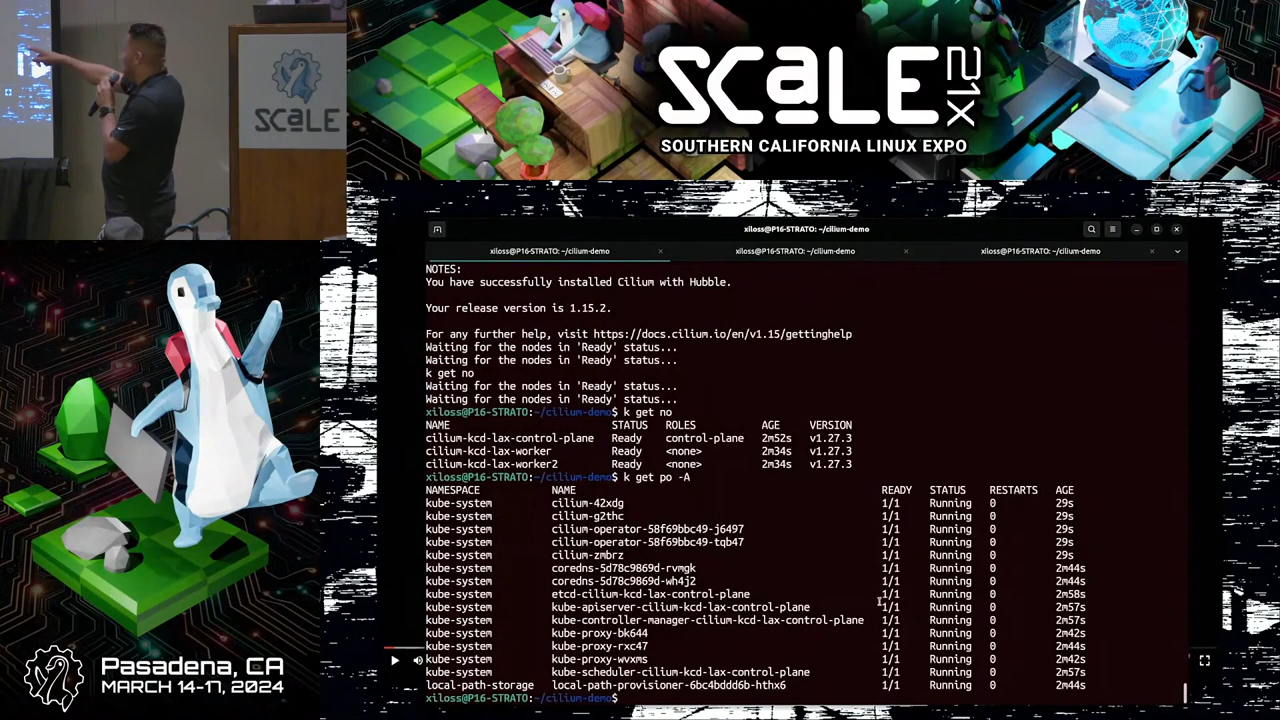 SCALE
SCALE 21X
SOUTHERN CALIFORNIA LINUX EXPO
xiloss@P16-STRATO: ~/cilium-demo
xiloss@P16-STRATO: ~/cilium-demo × xiloss@P16-STRATO: ~/cilium-demo × xiloss@P16-STRATO: ~/cilium-demo ×
NOTES:
You have successfully installed Cilium with Hubble.
Your release version is 1.15.2.
For any further help, visit https://docs.cilium.io/en/v1.15/gettinghelp
Waiting for the nodes in 'Ready' status...
Waiting for the nodes in 'Ready' status...
k get no
Waiting for the nodes in 'Ready' status...
Waiting for the nodes in 'Ready' status...
xiloss@P16-STRATO:~/cilium-demo$ k get no
NAME STATUS ROLES AGE VERSION
cilium-kcd-lax-control-plane Ready control-plane 2m52s v1.27.3
cilium-kcd-lax-worker Ready <none> 2m34s v1.27.3
cilium-kcd-lax-worker2 Ready <none> 2m34s v1.27.3
xiloss@P16-STRATO:~/cilium-demo$ k get po -A
NAMESPACE NAME READY STATUS RESTARTS AGE
kube-system cilium-42xdg 1/1 Running 0 29s
kube-system cilium-g2thc 1/1 Running 0 29s
kube-system cilium-operator-58f69bbc49-j6497 1/1 Running 0 29s
kube-system cilium-operator-58f69bbc49-tqb47 1/1 Running 0 29s
kube-system cilium-zmbrz 1/1 Running 0 29s
kube-system coredns-5d78c9869d-rvmgk 1/1 Running 0 2m44s
kube-system coredns-5d78c9869d-wh4j2 1/1 Running 0 2m44s
kube-system etcd-cilium-kcd-lax-control-plane 1/1 Running 0 2m58s
kube-system kube-apiserver-cilium-kcd-lax-control-plane 1/1 Running 0 2m57s
kube-system kube-controller-manager-cilium-kcd-lax-control-plane 1/1 Running 0 2m57s
kube-system kube-proxy-bk644 1/1 Running 0 2m42s
kube-system kube-proxy-rxc47 1/1 Running 0 2m44s
kube-system kube-proxy-wvxms 1/1 Running 0 2m42s
kube-system kube-scheduler-cilium-kcd-lax-control-plane 1/1 Running 0 2m57s
local-path-storage local-path-provisioner-6bc4bddd6b-hthx6 1/1 Running 0 2m44s
xiloss@P16-STRATO:~/cilium-demo$
Pasadena, CA
MARCH 14-17, 2024